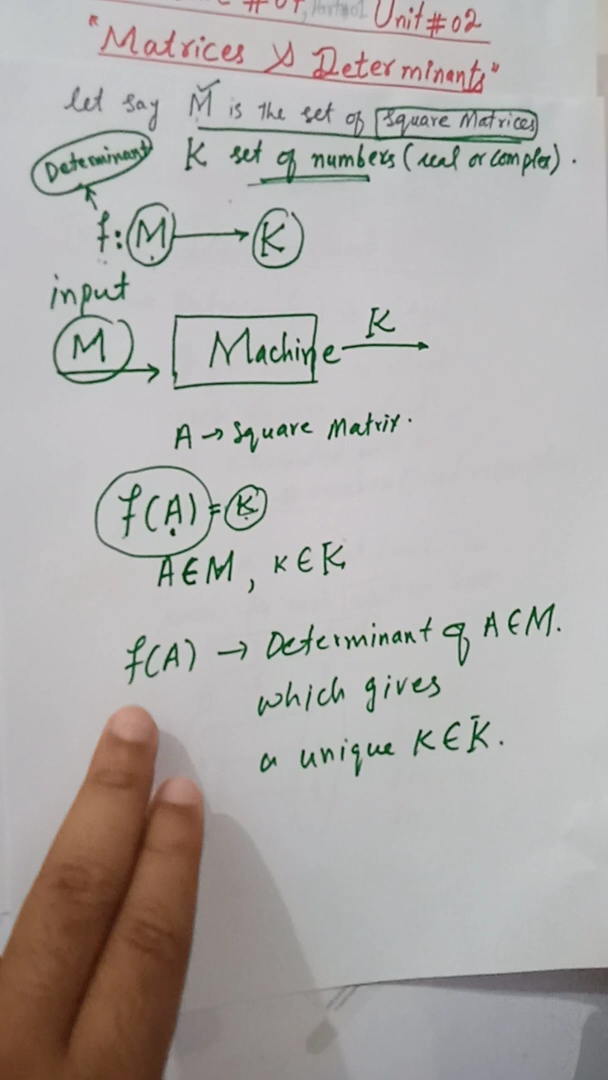 Unit #02
"Matrices & Determinants"
let say M is the set of square Matrices
Determinant K set of numbers (real or complex).
f: M → K
input
M → Machine K →
A → square Matrix.
f(A) = K
A∈M, K∈K
f(A) → Determinant of A∈M.
which gives
a unique K∈K.